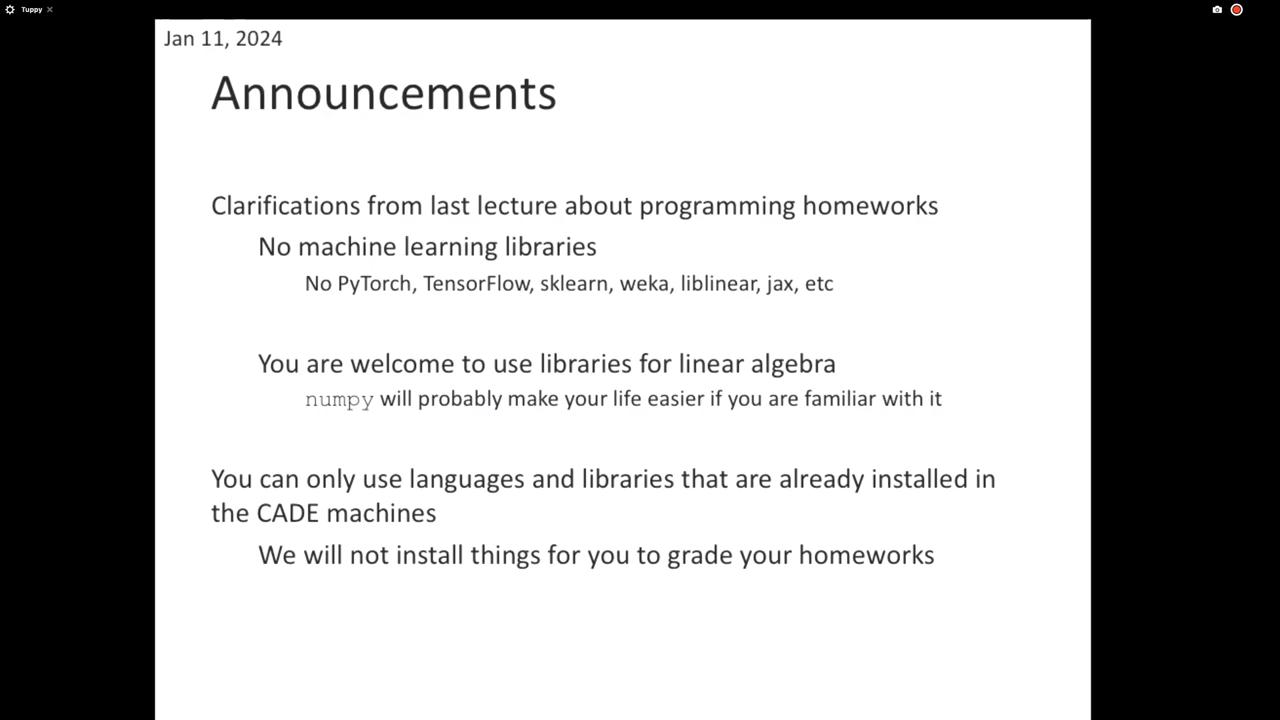 Tuppy
Jan 11, 2024
Announcements
Clarifications from last lecture about programming homeworks
No machine learning libraries
No PyTorch, TensorFlow, sklearn, weka, liblinear, jax, etc
You are welcome to use libraries for linear algebra
numpy will probably make your life easier if you are familiar with it
You can only use languages and libraries that are already installed in
the CADE machines
We will not install things for you to grade your homeworks